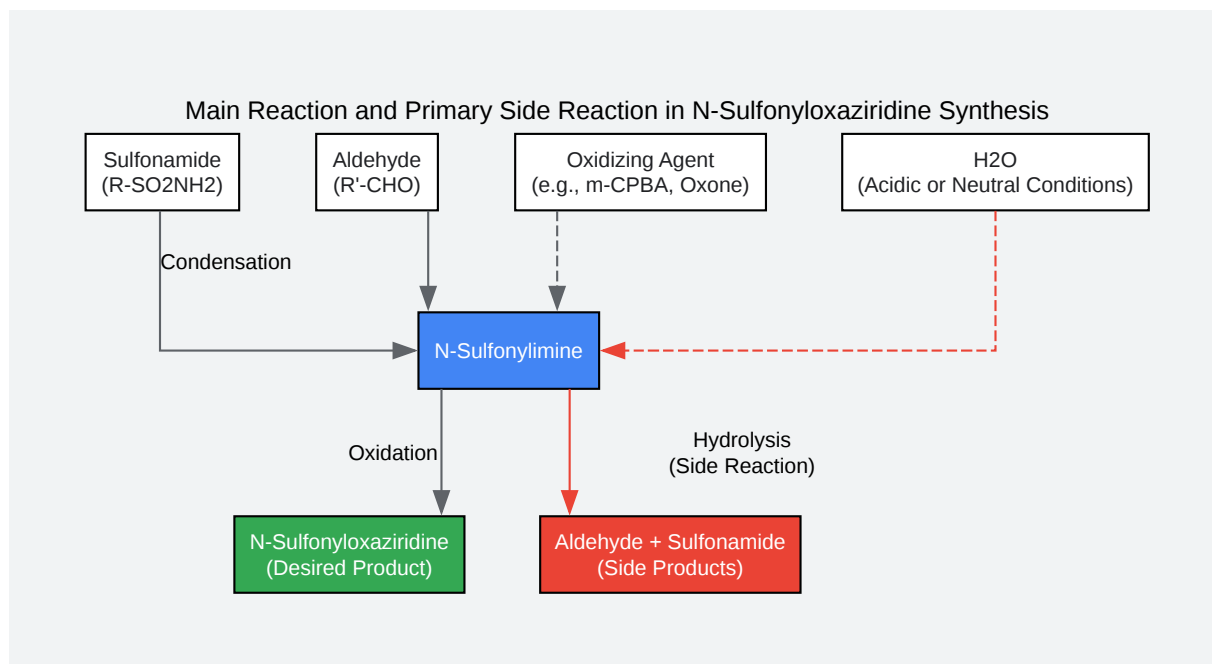 Main Reaction and Primary Side Reaction in N-Sulfonyloxaziridine Synthesis
Sulfonamide
(R-SO2NH2)
Aldehyde
(R'-CHO)
Oxidizing Agent
(e.g., m-CPBA, Oxone)
H2O
(Acidic or Neutral Conditions)
Condensation
N-Sulfonylimine
Oxidation
Hydrolysis
(Side Reaction)
N-Sulfonyloxaziridine
(Desired Product)
Aldehyde + Sulfonamide
(Side Products)